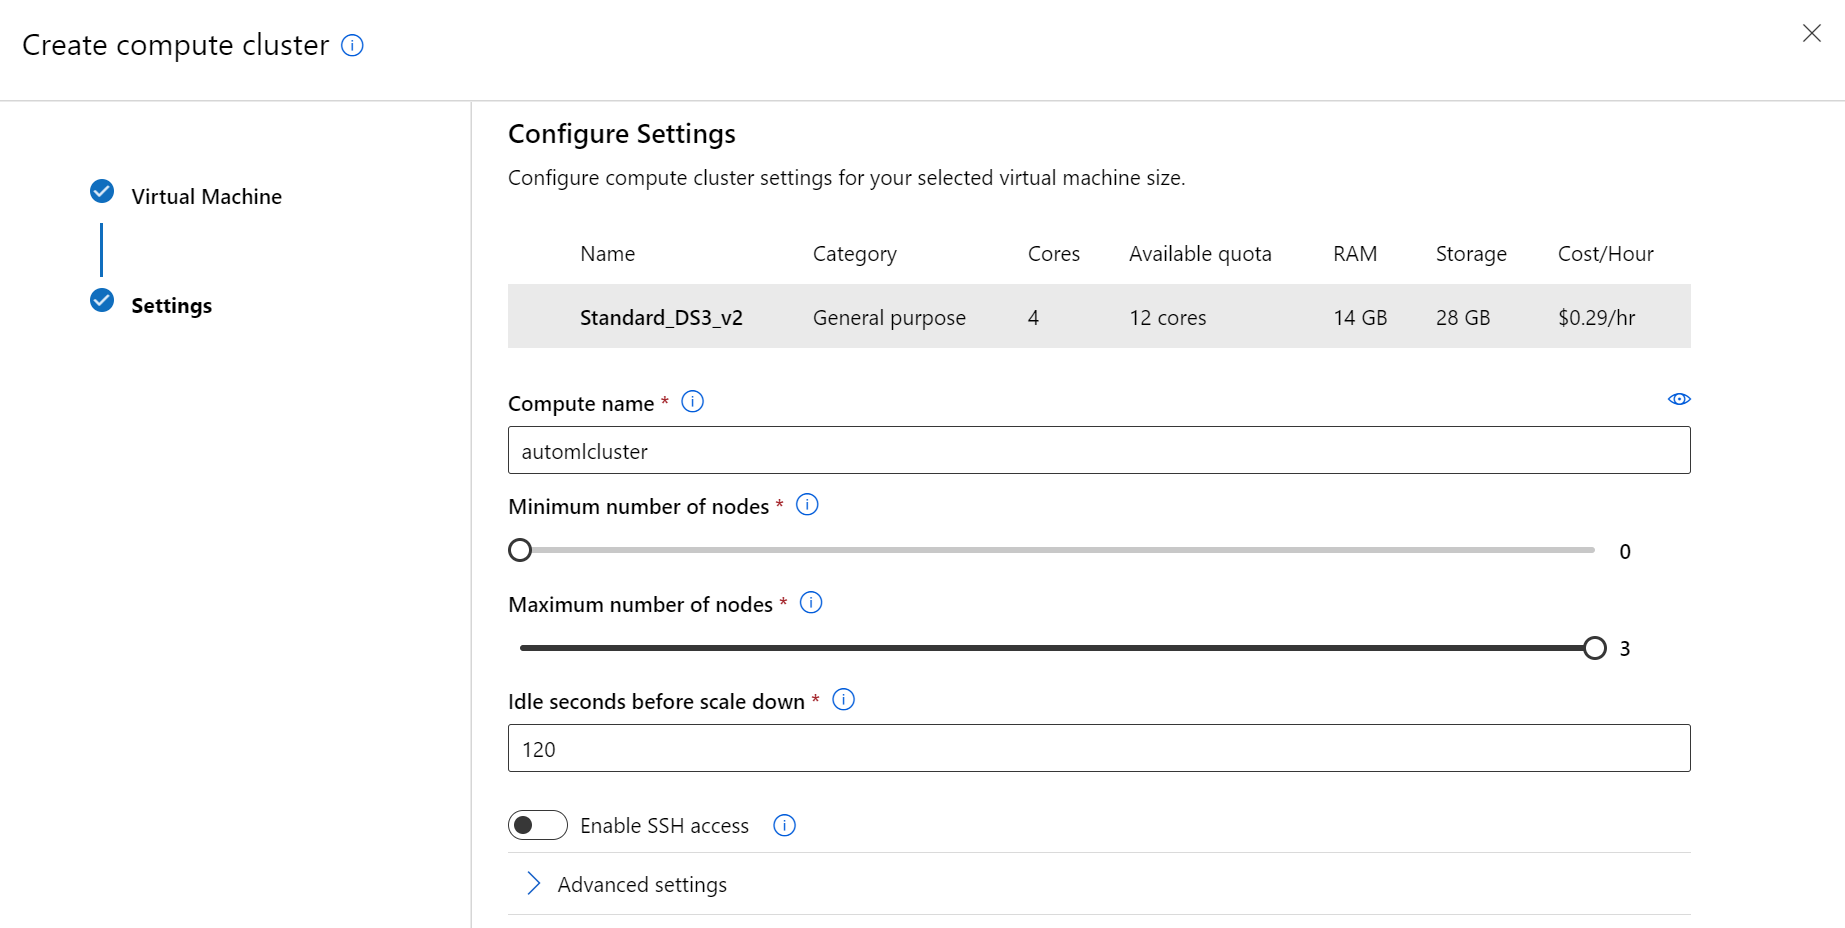 Create compute cluster
Virtual Machine
Settings
Configure Settings
Configure compute cluster settings for your selected virtual machine size.
Name Category Cores Available quota RAM Storage Cost/Hour
Standard_DS3_v2 General purpose 4 12 cores 14 GB 28 GB $0.29/hr
Compute name *
automlcluster
Minimum number of nodes *
0
Maximum number of nodes *
3
Idle seconds before scale down *
120
Enable SSH access
Advanced settings